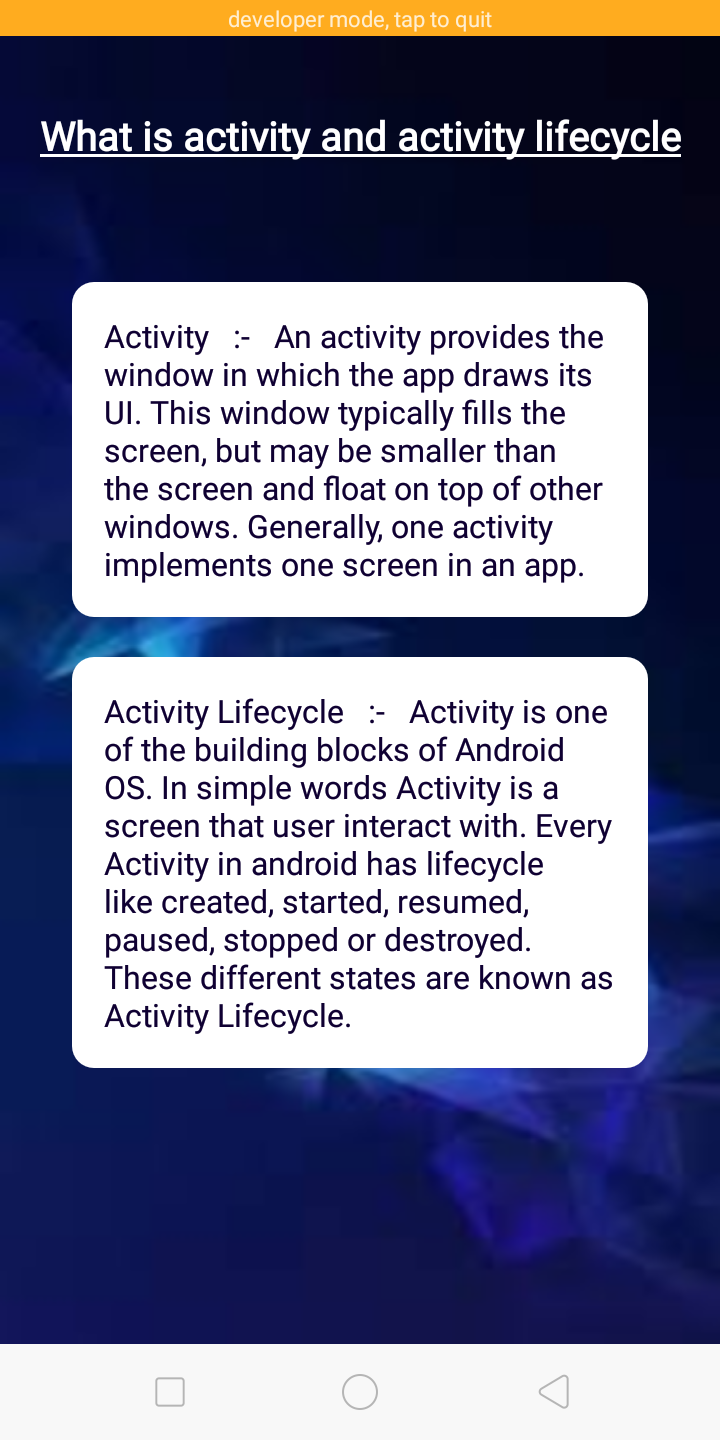 developer mode, tap to quit
What is activity and activity lifecycle
Activity :- An activity provides the
window in which the app draws its
UI. This window typically fills the
screen, but may be smaller than
the screen and float on top of other
windows. Generally, one activity
implements one screen in an app.
Activity Lifecycle :- Activity is one
of the building blocks of Android
OS. In simple words Activity is a
screen that user interact with. Every
Activity in android has lifecycle
like created, started, resumed,
paused, stopped or destroyed.
These different states are known as
Activity Lifecycle.